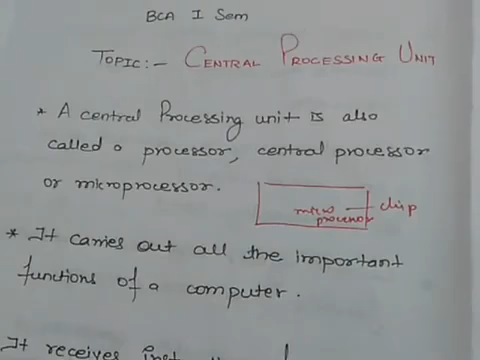 BCA I Sem
Topic:- Central Processing Unit
* A central Processing unit is also
called a processor, central processor
or microprocessor.
micro
processor
chip
* It carries out all the important
functions of a computer.
It receives